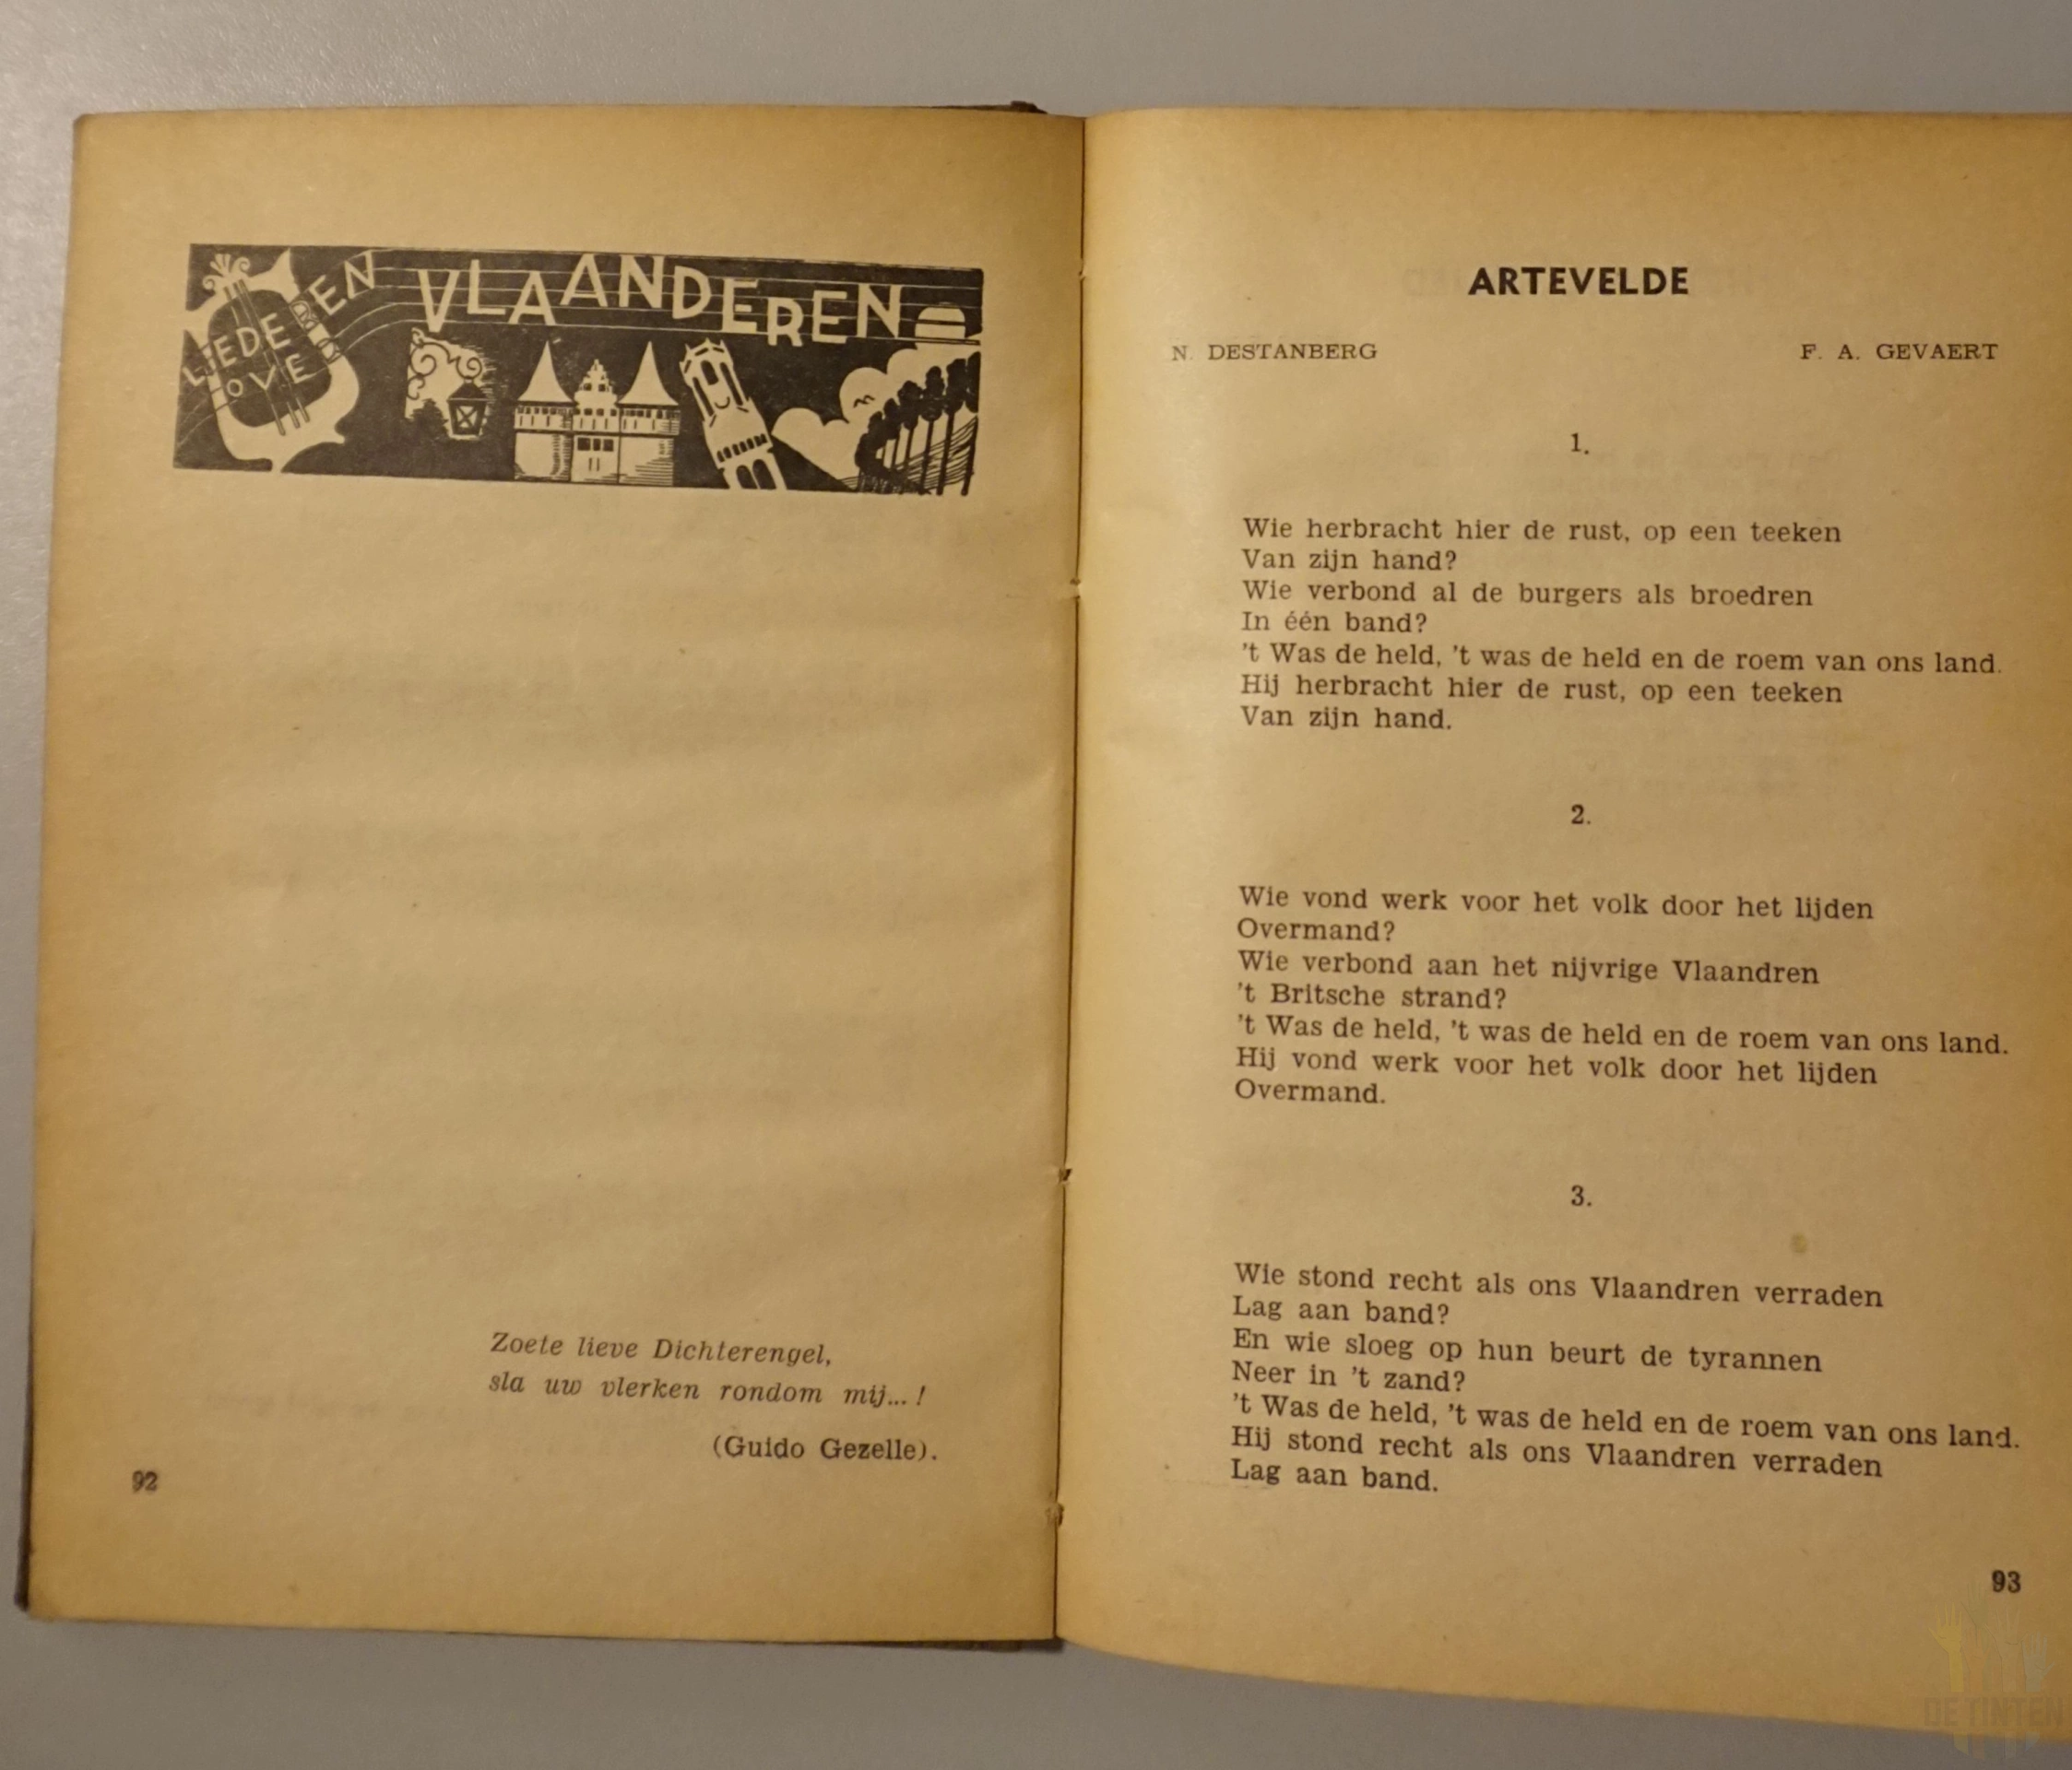 LIEDEREN OVER VLAANDEREN
Zoete lieve Dichterengel,
sla uw vlerken rondom mij... !
(Guido Gezelle).
92
ARTEVELDE
N. DESTANBERG
F. A. GEVAERT
1.
Wie herbracht hier de rust, op een teeken
Van zijn hand?
Wie verbond al de burgers als broedren
In één band?
't Was de held, 't was de held en de roem van ons land.
Hij herbracht hier de rust, op een teeken
Van zijn hand.
2.
Wie vond werk voor het volk door het lijden
Overmand?
Wie verbond aan het nijvrige Vlaandren
't Britsche strand?
't Was de held, 't was de held en de roem van ons land.
Hij vond werk voor het volk door het lijden
Overmand.
3.
Wie stond recht als ons Vlaandren verraden
Lag aan band?
En wie sloeg op hun beurt de tyrannen
Neer in 't zand?
't Was de held, 't was de held en de roem van ons land.
Hij stond recht als ons Vlaandren verraden
Lag aan band.
93
DE TINTEN